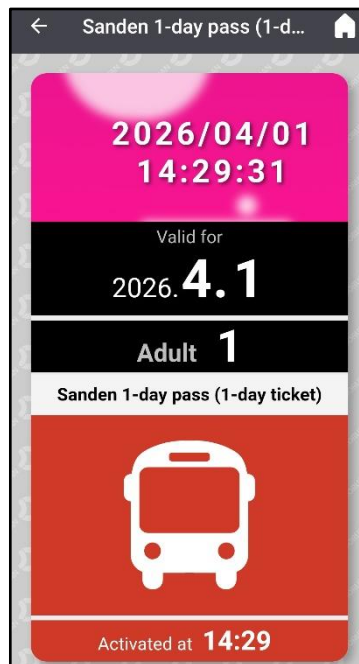 Sanden 1-day pass (1-d...
2026/04/01
14:29:31
Valid for
2026.4.1
Adult 1
Sanden 1-day pass (1-day ticket)
Activated at 14:29